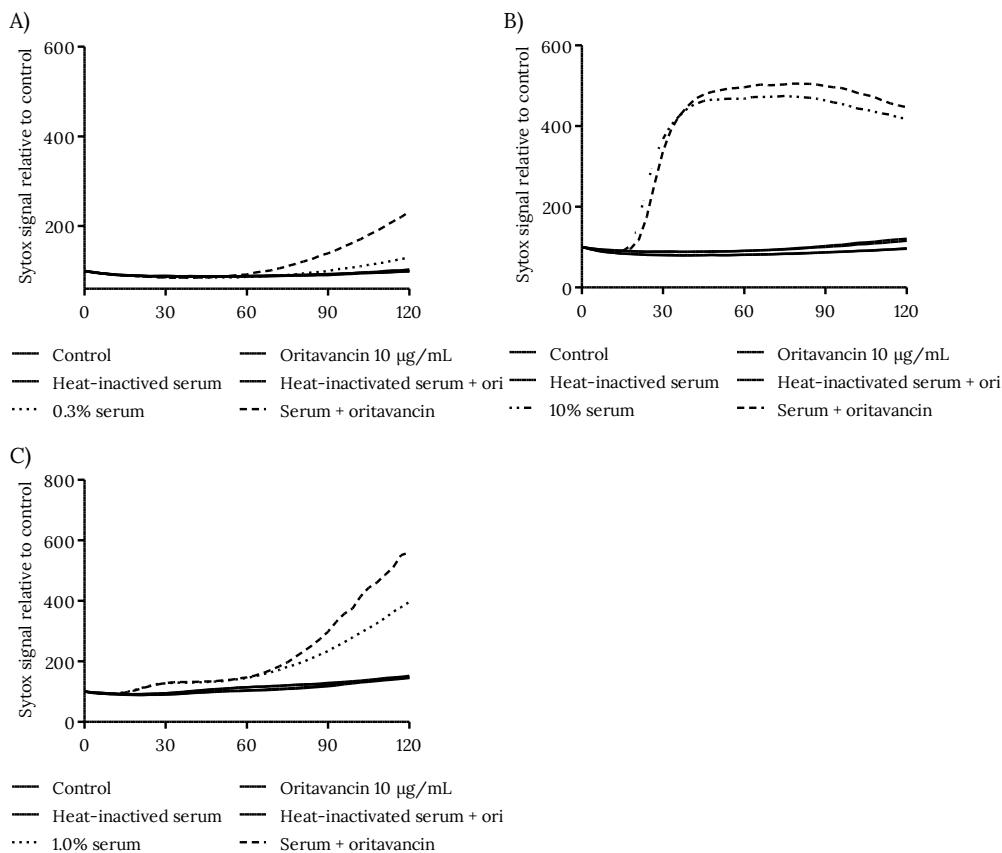 A)
Sytox signal relative to control
600
400
200
0 30 60 90 120
Control
Oritavancin 10 µg/mL
Heat-inactived serum
Heat-inactivated serum + ori
0.3% serum
Serum + oritavancin
B)
Sytox signal relative to control
600
400
200
0
0 30 60 90 120
Control
Oritavancin 10 µg/mL
Heat-inactived serum
Heat-inactivated serum + ori
10% serum
Serum + oritavancin
C)
Sytox signal relative to control
800
600
400
200
0
0 30 60 90 120
Control
Oritavancin 10 µg/mL
Heat-inactived serum
Heat-inactivated serum + ori
1.0% serum
Serum + oritavancin